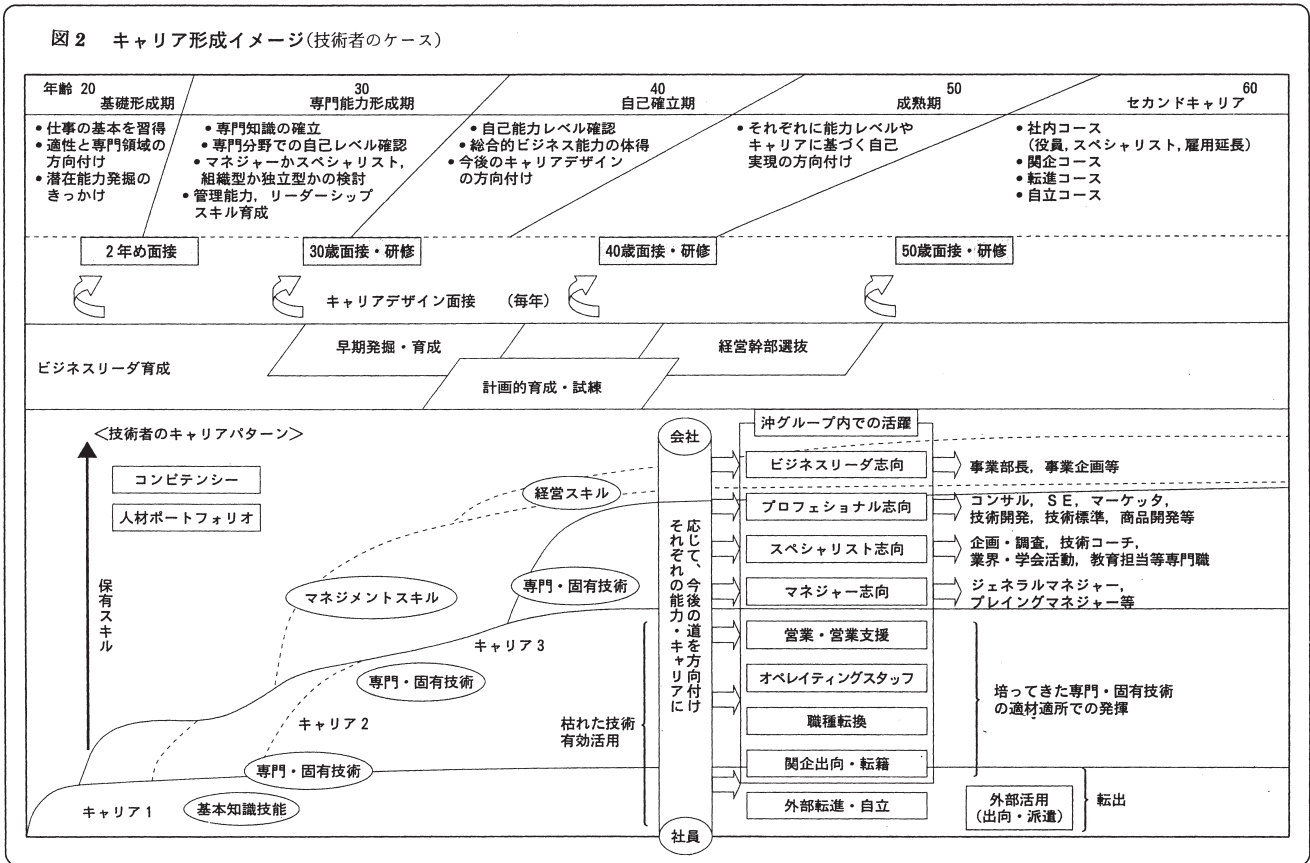 図2 キャリア形成イメージ(技術者のケース)
年齢 20 30 40 50 60
基礎形成期 専門能力形成期 自己確立期 成熟期 セカンドキャリア
• 仕事の基本を習得
• 適性と専門領域の
方向付け
• 潜在能力発掘の
きっかけ
• 専門知識の確立
• 専門分野での自己レベル確認
• マネジャーかスペシャリスト,
組織型か独立型かの検討
• 管理能力, リーダーシップ
スキル育成
• 自己能力レベル確認
• 総合的ビジネス能力の体得
• 今後のキャリアデザイン
の方向付け
• それぞれに能力レベルや
キャリアに基づく自己
実現の方向付け
• 社内コース
(役員, スペシャリスト, 雇用延長)
• 関企コース
• 転進コース
• 自立コース
2年め面接
30歳面接・研修
40歳面接・研修
50歳面接・研修
キャリアデザイン面接 (毎年)
ビジネスリーダ育成
早期発掘・育成
計画的育成・試練
経営幹部選抜
<技術者のキャリアパターン>
コンピテンシー
人材ポートフォリオ
保有スキル
経営スキル
マネジメントスキル
専門・固有技術
キャリア3
専門・固有技術
キャリア2
専門・固有技術
キャリア1
基本知識技能
枯れた技術
有効活用
会社
応じて、今後の道を方向付け
それぞれの能力・キャリアに
社員
沖グループ内での活躍
ビジネスリーダ志向
プロフェショナル志向
スペシャリスト志向
マネジャー志向
営業・営業支援
オペレイティングスタッフ
職種転換
関企出向・転籍
外部転進・自立
事業部長, 事業企画等
コンサル, SE, マーケッタ,
技術開発, 技術標準, 商品開発等
企画・調査, 技術コーチ,
業界・学会活動, 教育担当等専門職
ジェネラルマネジャー,
プレイングマネジャー等
培ってきた専門・固有技術
の適材適所での発揮
外部活用
(出向・派遣)
転出